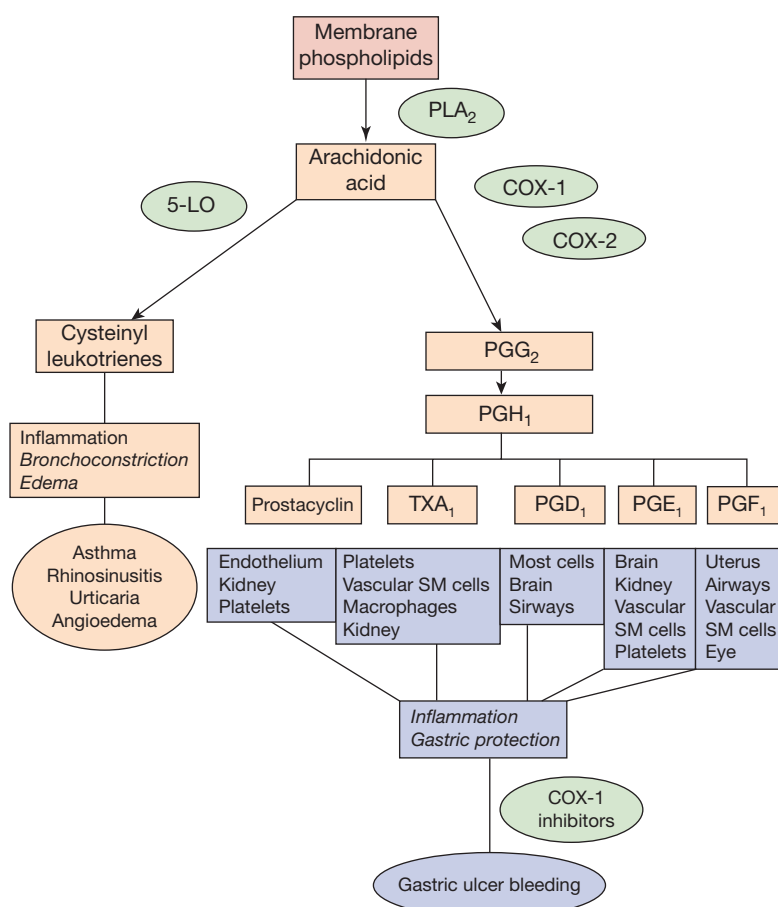 Membrane
phospholipids
PLA₂
Arachidonic
acid
5-LO
COX-1
COX-2
Cysteinyl
leukotrienes
PGG₂
PGH₁
Inflammation
Bronchoconstriction
Edema
Prostacyclin
TXA₁
PGD₁
PGE₁
PGF₁
Asthma
Rhinosinusitis
Urticaria
Angioedema
Endothelium
Kidney
Platelets
Platelets
Vascular SM cells
Macrophages
Kidney
Most cells
Brain
Sirways
Brain
Kidney
Vascular
SM cells
Platelets
Uterus
Airways
Vascular
SM cells
Eye
Inflammation
Gastric protection
COX-1
inhibitors
Gastric ulcer bleeding